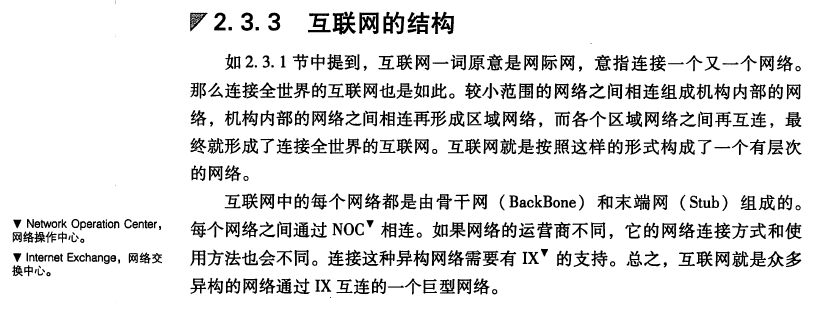 2.3.3 互联网的结构
如2.3.1节中提到，互联网一词原意是网际网，意指连接一个又一个网络。
那么连接全世界的互联网也是如此。较小范围的网络之间相连组成机构内部的网
络，机构内部的网络之间相连再形成区域网络，而各个区域网络之间再互连，最
终就形成了连接全世界的互联网。互联网就是按照这样的形式构成了一个有层次
的网络。
互联网中的每个网络都是由骨干网（BackBone）和末端网（Stub）组成的。
每个网络之间通过 NOC▼ 相连。如果网络的运营商不同，它的网络连接方式和使
用方法也会不同。连接这种异构网络需要有 IX▼ 的支持。总之，互联网就是众多
异构的网络通过 IX 互连的一个巨型网络。
▼ Network Operation Center，
网络操作中心。
▼ Internet Exchange，网络交
换中心。